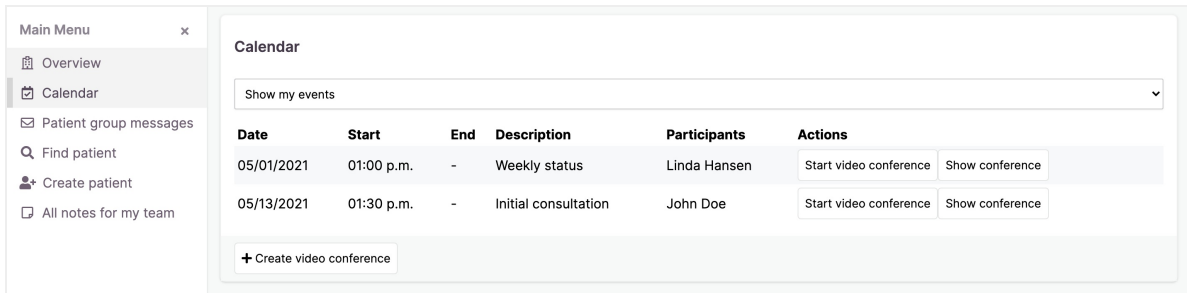 Main Menu ×
Overview
Calendar
Patient group messages
Find patient
Create patient
All notes for my team
Calendar
Show my events
Date Start End Description Participants Actions
05/01/2021 01:00 p.m. - Weekly status Linda Hansen Start video conference Show conference
05/13/2021 01:30 p.m. - Initial consultation John Doe Start video conference Show conference
+ Create video conference